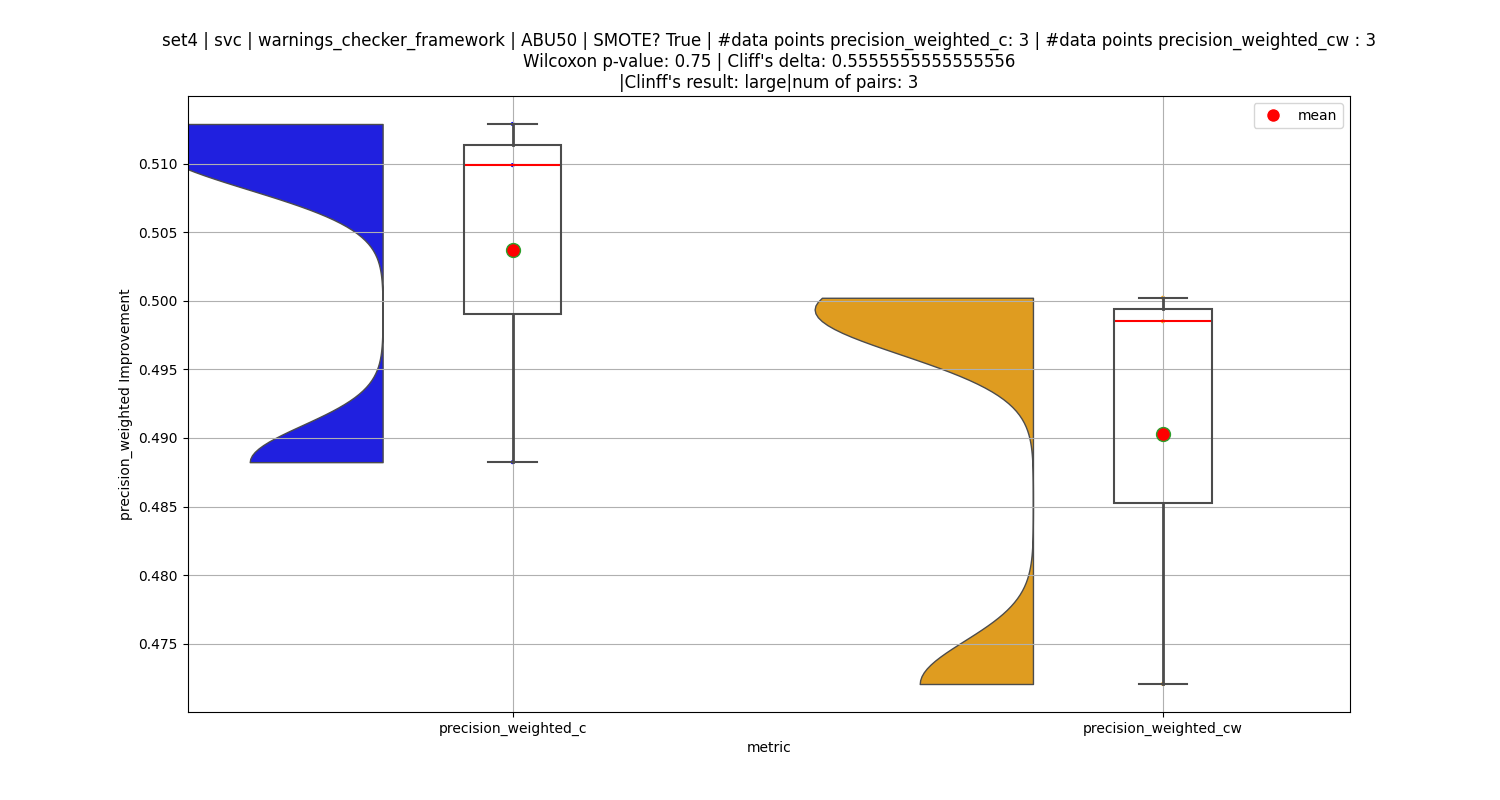 set4 | svc | warnings_checker_framework | ABU50 | SMOTE? True | #data points precision_weighted_c: 3 | #data points precision_weighted_cw : 3
Wilcoxon p-value: 0.75 | Cliff's delta: 0.5555555555555556
|Clinff's result: large|num of pairs: 3
mean
0.510
0.505
0.500
0.495
0.490
0.485
0.480
0.475
precision_weighted Improvement
precision_weighted_c
precision_weighted_cw
metric